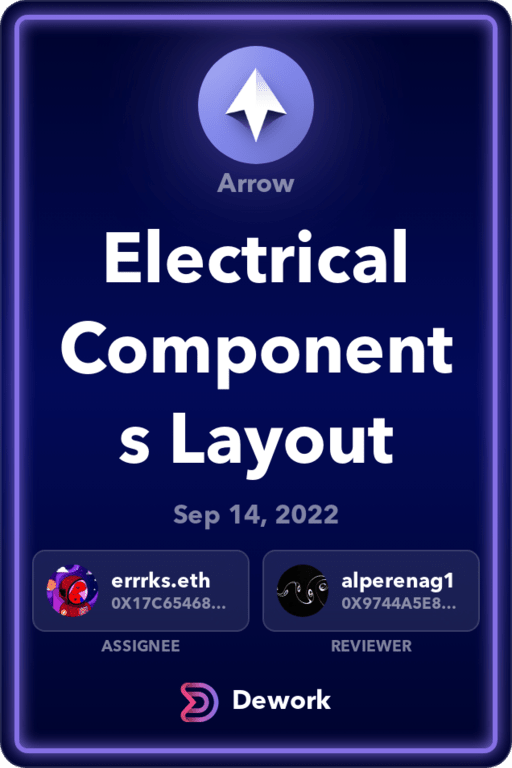 Arrow
Electrical
Component
s Layout
Sep 14, 2022
errrks.eth
0X17C65468...
ASSIGNEE
alperenag1
0X9744A5E8...
REVIEWER
Dework